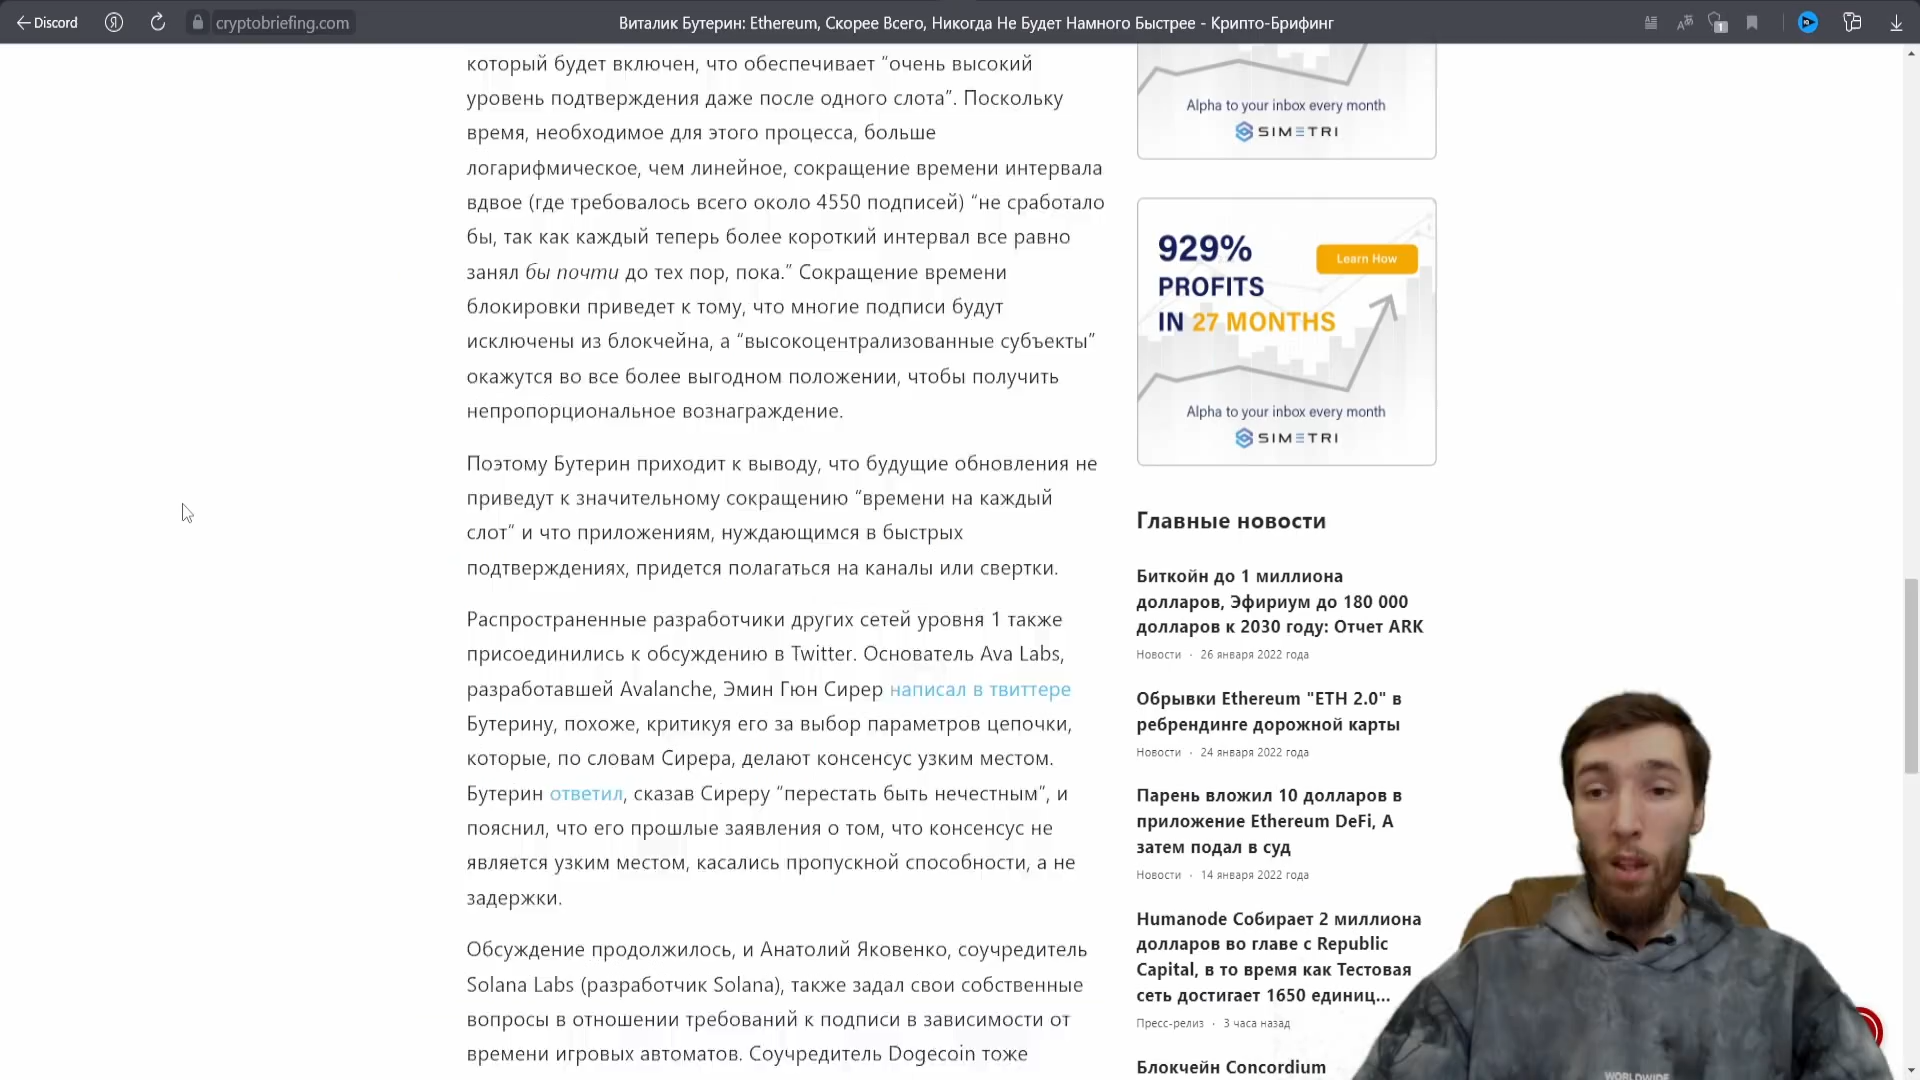 Discord
cryptobriefing.com
Виталик Бутерин: Ethereum, Скорее Всего, Никогда Не Будет Намного Быстрее - Крипто-Брифинг
который будет включен, что обеспечивает “очень высокий
уровень подтверждения даже после одного слота”. Поскольку
время, необходимое для этого процесса, больше
логарифмическое, чем линейное, сокращение времени интервала
вдвое (где требовалось всего около 4550 подписей) “не сработало
бы, так как каждый теперь более короткий интервал все равно
занял бы почти до тех пор, пока.” Сокращение времени
блокировки приведет к тому, что многие подписи будут
исключены из блокчейна, а “высокоцентрализованные субъекты”
окажутся во все более выгодном положении, чтобы получить
непропорциональное вознаграждение.
Поэтому Бутерин приходит к выводу, что будущие обновления не
приведут к значительному сокращению “времени на каждый
слот” и что приложениям, нуждающимся в быстрых
подтверждениях, придется полагаться на каналы или свертки.
Распространенные разработчики других сетей уровня 1 также
присоединились к обсуждению в Twitter. Основатель Ava Labs,
разработавшей Avalanche, Эмин Гюн Сирер написал в твиттере
Бутерину, похоже, критикуя его за выбор параметров цепочки,
которые, по словам Сирера, делают консенсус узким местом.
Бутерин ответил, сказав Сиреру “перестать быть нечестным”, и
пояснил, что его прошлые заявления о том, что консенсус не
является узким местом, касались пропускной способности, а не
задержки.
Обсуждение продолжилось, и Анатолий Яковенко, соучредитель
Solana Labs (разработчик Solana), также задал свои собственные
вопросы в отношении требований к подписи в зависимости от
времени игровых автоматов. Соучредитель Dogecoin тоже
Alpha to your inbox every month
SIMETRI
929%
PROFITS
IN 27 MONTHS
Learn How
Alpha to your inbox every month
SIMETRI
Главные новости
Биткойн до 1 миллиона
долларов, Эфириум до 180 000
долларов к 2030 году: Отчет ARK
Новости · 26 января 2022 года
Обрывки Ethereum "ETH 2.0" в
ребрендинге дорожной карты
Новости · 24 января 2022 года
Парень вложил 10 долларов в
приложение Ethereum DeFi, А
затем подал в суд
Новости · 14 января 2022 года
Humanode Собирает 2 миллиона
долларов во главе с Republic
Capital, в то время как Тестовая
сеть достигает 1650 единиц...
Пресс-релиз · 3 часа назад
Блокчейн Concordium
WORLDWIDE